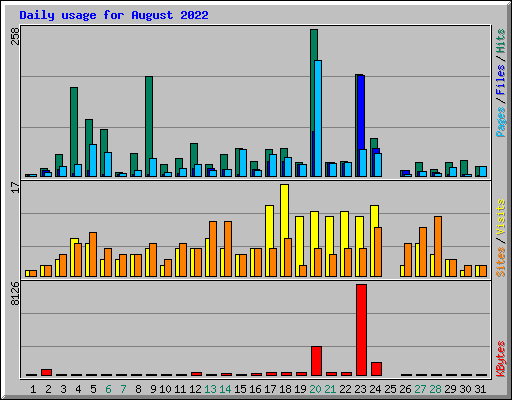 Daily usage for August 2022
258
Pages / Files / Hits
17
Sites / Visits
8126
KBytes
1 2 3 4 5 6 7 8 9 10 11 12 13 14 15 16 17 18 19 20 21 22 23 24 25 26 27 28 29 30 31